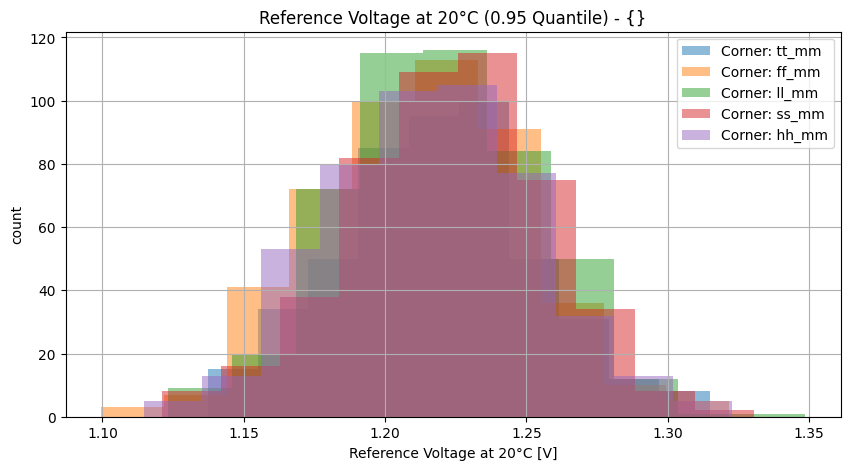 Reference Voltage at 20°C (0.95 Quantile) - {}
120
100
80
60
40
20
0
count
Corner: tt_mm
Corner: ff_mm
Corner: ll_mm
Corner: ss_mm
Corner: hh_mm
1.10 1.15 1.20 1.25 1.30 1.35
Reference Voltage at 20°C [V]